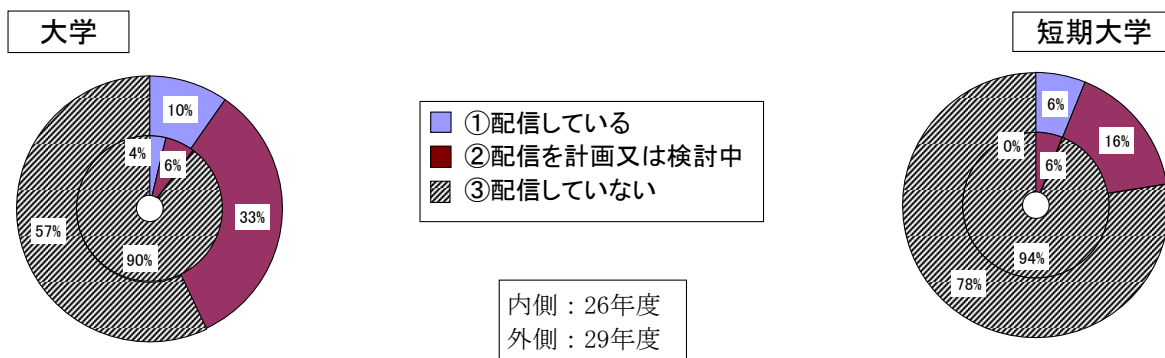 大学
10%
4%
6%
33%
57%
90%
①配信している
②配信を計画又は検討中
③配信していない
内側：26年度
外側：29年度
短期大学
6%
0%
16%
6%
94%
78%